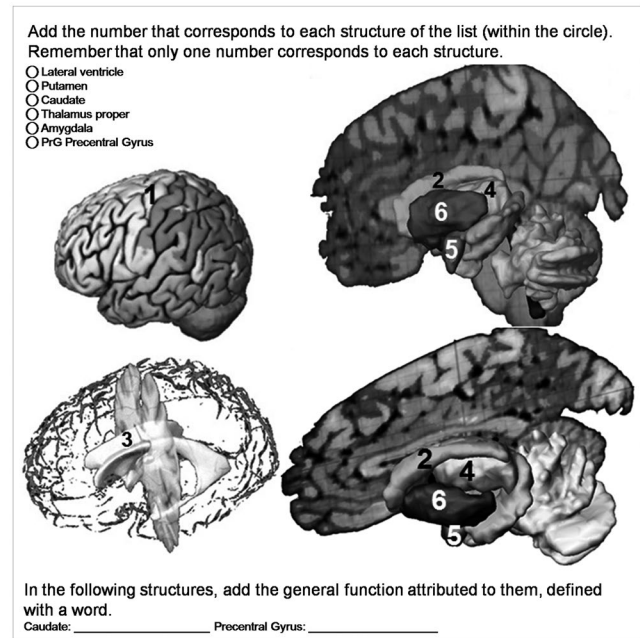 Add the number that corresponds to each structure of the list (within the circle).
Remember that only one number corresponds to each structure.
Lateral ventricle
Putamen
Caudate
Thalamus proper
Amygdala
PrG Precentral Gyrus
1
2
4
6
5
3
2
4
6
5
In the following structures, add the general function attributed to them, defined
with a word.
Caudate: ____________________ Precentral Gyrus: ____________________